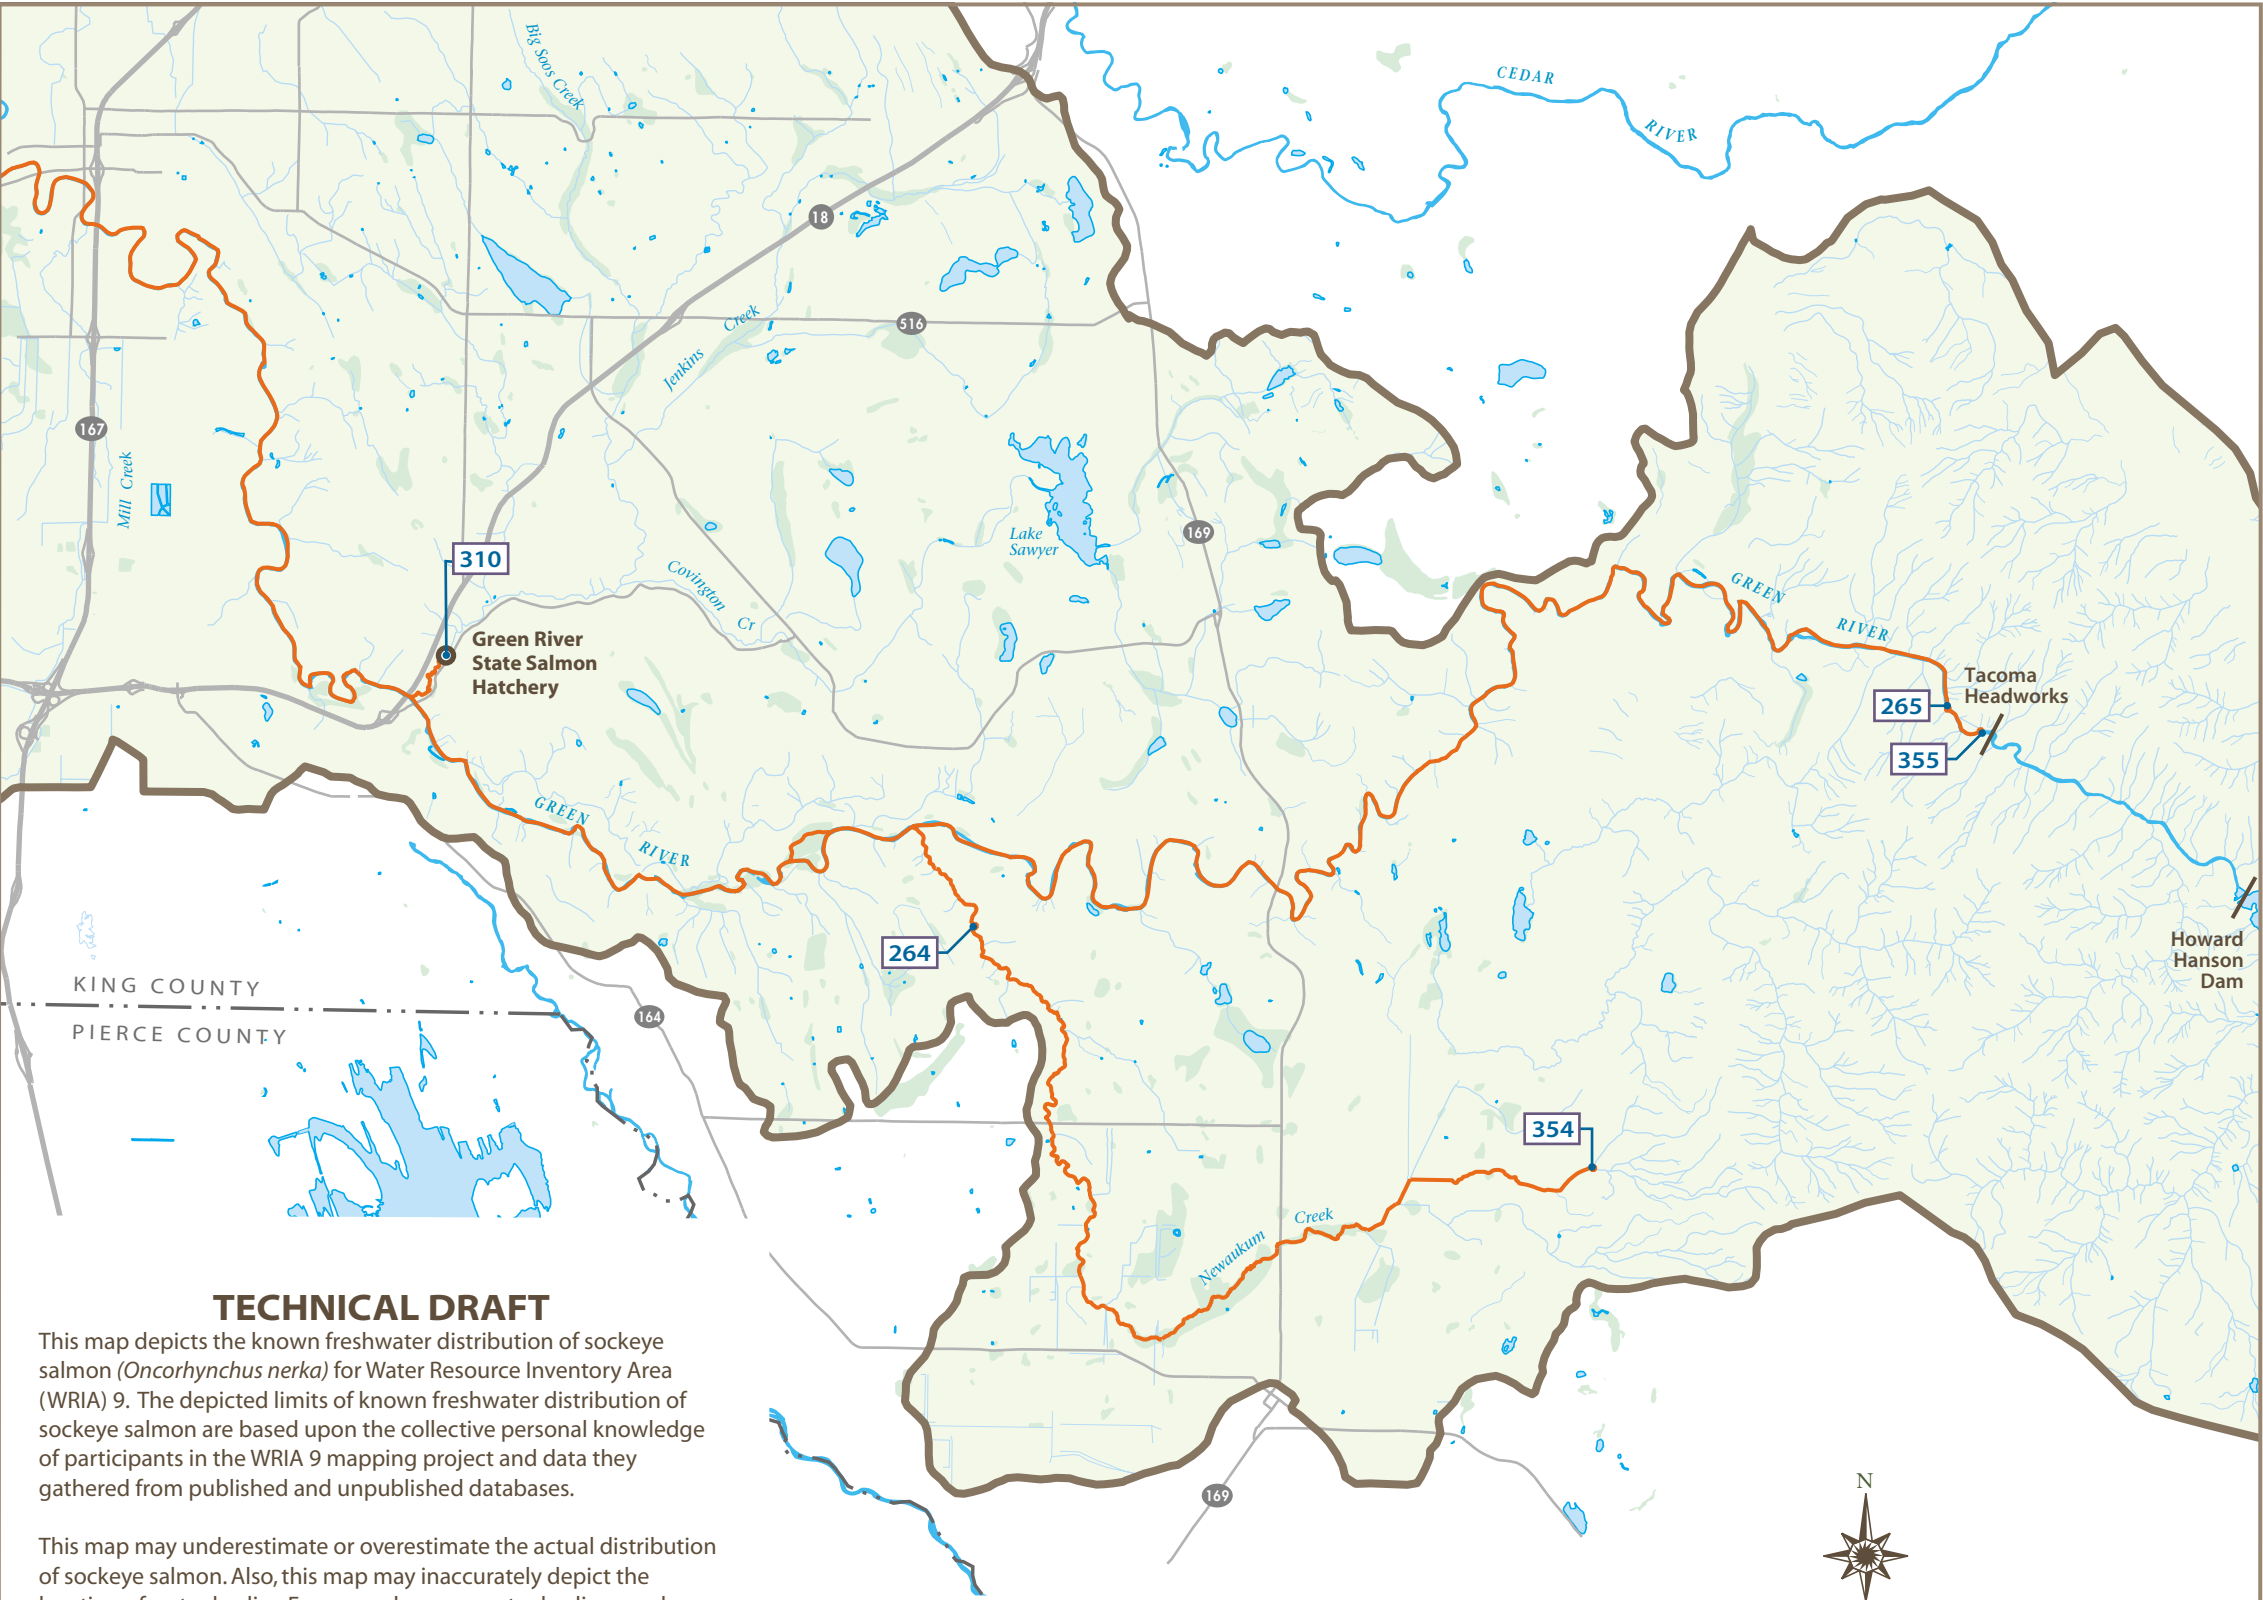 Big Soos Creek
CEDAR
RIVER
18
516
Jenkins
Creek
167
Mill Creek
310
Lake
Sawyer
169
Covington
Cr
GREEN
RIVER
Green River
State Salmon
Hatchery
Tacoma
Headworks
265
355
GREEN
RIVER
264
Howard
Hanson
Dam
KING COUNTY
PIERCE COUNTY
164
354
Newaukum
Creek
TECHNICAL DRAFT
This map depicts the known freshwater distribution of sockeye
salmon (Oncorhynchus nerka) for Water Resource Inventory Area
(WRIA) 9. The depicted limits of known freshwater distribution of
sockeye salmon are based upon the collective personal knowledge
of participants in the WRIA 9 mapping project and data they
gathered from published and unpublished databases.
This map may underestimate or overestimate the actual distribution
of sockeye salmon. Also, this map may inaccurately depict the
169
N